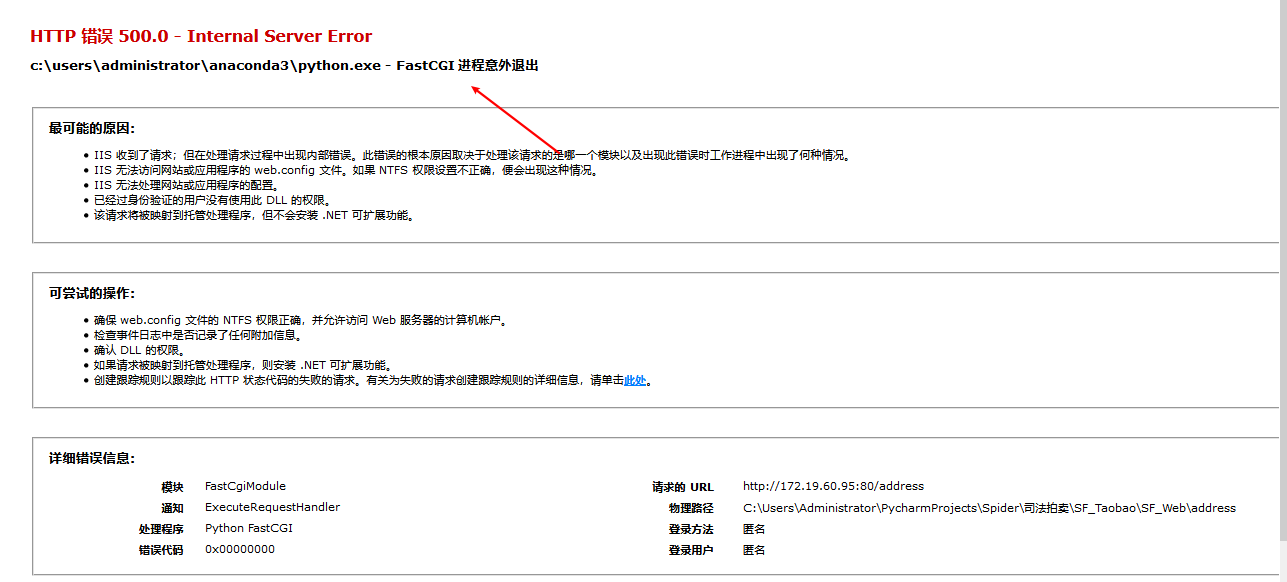 HTTP 错误 500.0 - Internal Server Error
c:\users\administrator\anaconda3\python.exe - FastCGI 进程意外退出
最可能的原因:
• IIS 收到了请求；但在处理请求过程中出现内部错误。此错误的根本原因取决于处理该请求的是哪一个模块以及出现此错误时工作进程中出现了何种情况。
• IIS 无法访问网站或应用程序的 web.config 文件。如果 NTFS 权限设置不正确，便会出现这种情况。
• IIS 无法处理网站或应用程序的配置。
• 已经过身份验证的用户没有使用此 DLL 的权限。
• 该请求将被映射到托管处理程序，但不会安装 .NET 可扩展功能。
可尝试的操作:
• 确保 web.config 文件的 NTFS 权限正确，并允许访问 Web 服务器的计算机帐户。
• 检查事件日志中是否记录了任何附加信息。
• 确认 DLL 的权限。
• 如果请求被映射到托管处理程序，则安装 .NET 可扩展功能。
• 创建跟踪规则以跟踪此 HTTP 状态代码的失败的请求。有关为失败的请求创建跟踪规则的详细信息，请单击此处。
详细错误信息:
模块 FastCgiModule
通知 ExecuteRequestHandler
处理程序 Python FastCGI
错误代码 0x00000000
请求的 URL http://172.19.60.95:80/address
物理路径 C:\Users\Administrator\PycharmProjects\Spider\司法拍卖\SF_Taobao\SF_Web\address
登录方法 匿名
登录用户 匿名